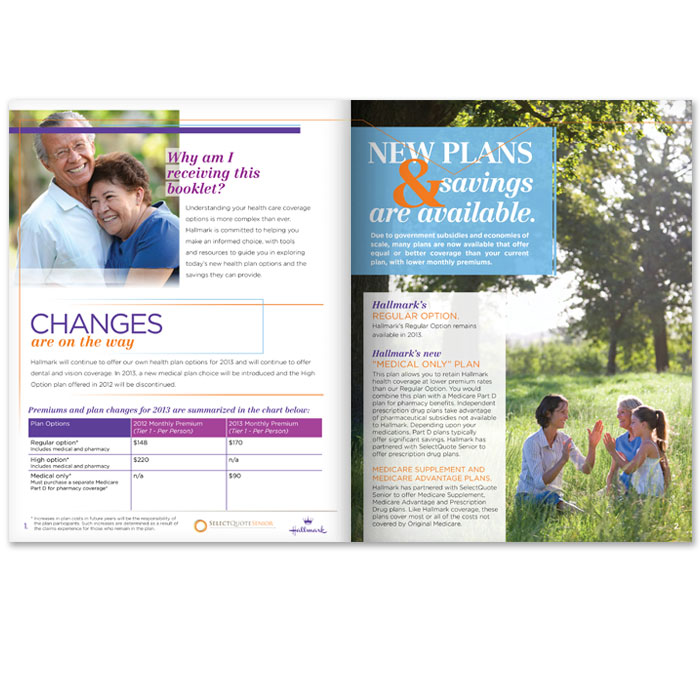 Why am I
receiving this
booklet?
Understanding your health care coverage
options is more complex than ever.
Hallmark is committed to helping you
make an informed choice, with tools
and resources to guide you in exploring
today's new health plan options and the
savings they can provide.
CHANGES
are on the way
Hallmark will continue to offer our own health plan options for 2013 and will continue to offer
dental and vision coverage. In 2013, a new medical plan choice will be introduced and the High
Option plan offered in 2012 will be discontinued.
Premiums and plan changes for 2013 are summarized in the chart below:
Plan Options 2012 Monthly Premium 2013 Monthly Premium
(Tier 1 - Per Person) (Tier 1 - Per Person)
Regular option* $148 $170
Includes medical and pharmacy
High option* $220 n/a
Includes medical and pharmacy
Medical only* n/a $90
Must purchase a separate Medicare
Part D for pharmacy coverage*
* Increases in plan costs in future years will be the responsibility of
the plan participants. Such increases are determined as a result of
the claims experience for those who remain in the plan.
1
SELECTQUOTE SENIOR
Hallmark
NEW PLANS
& savings
are available.
Due to government subsidies and economies of
scale, many plans are now available that offer
equal or better coverage than your current
plan, with lower monthly premiums.
Hallmark's
REGULAR OPTION.
Hallmark's Regular Option remains
available in 2013.
Hallmark's new
"MEDICAL ONLY" PLAN
This plan allows you to retain Hallmark
health coverage at lower premium rates
than our Regular Option. You would
combine this plan with a Medicare Part D
plan for pharmacy benefits. Independent
prescription drug plans take advantage
of pharmaceutical subsidies not available
to Hallmark. Depending upon your
medications, Part D plans typically
offer significant savings. Hallmark has
partnered with SelectQuote Senior to
offer prescription drug plans.
MEDICARE SUPPLEMENT AND
MEDICARE ADVANTAGE PLANS.
Hallmark has partnered with SelectQuote
Senior to offer Medicare Supplement,
Medicare Advantage and Prescription
Drug plans. Like Hallmark coverage, these
plans cover most or all of the costs not
covered by Original Medicare.
2